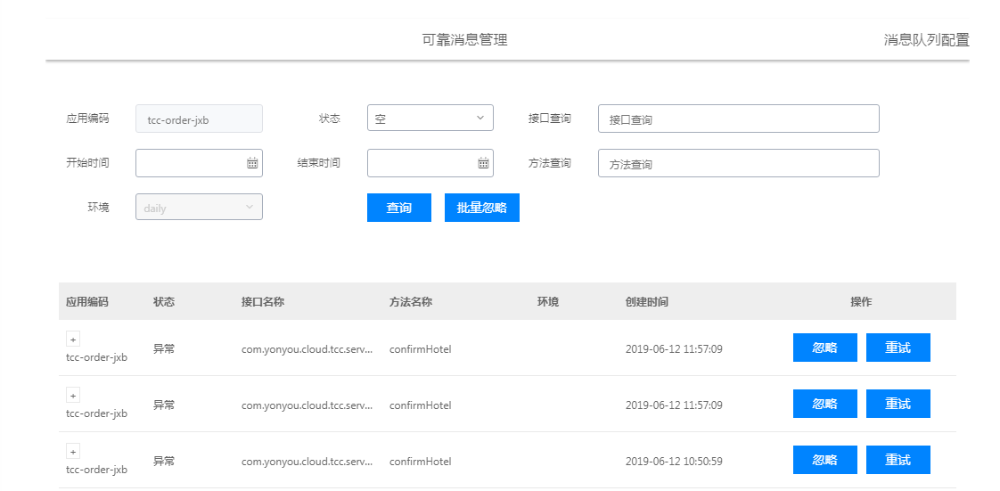 可靠消息管理 消息队列配置
应用编码 tcc-order-jxb 状态 空 接口查询 接口查询
开始时间 结束时间 方法查询 方法查询
环境 daily 查询 批量忽略
应用编码 状态 接口名称 方法名称 环境 创建时间 操作
+
tcc-order-jxb 异常 com.yonyou.cloud.tcc.serv... confirmHotel 2019-06-12 11:57:09 忽略 重试
+
tcc-order-jxb 异常 com.yonyou.cloud.tcc.serv... confirmHotel 2019-06-12 11:57:09 忽略 重试
+
tcc-order-jxb 异常 com.yonyou.cloud.tcc.serv... confirmHotel 2019-06-12 10:50:59 忽略 重试